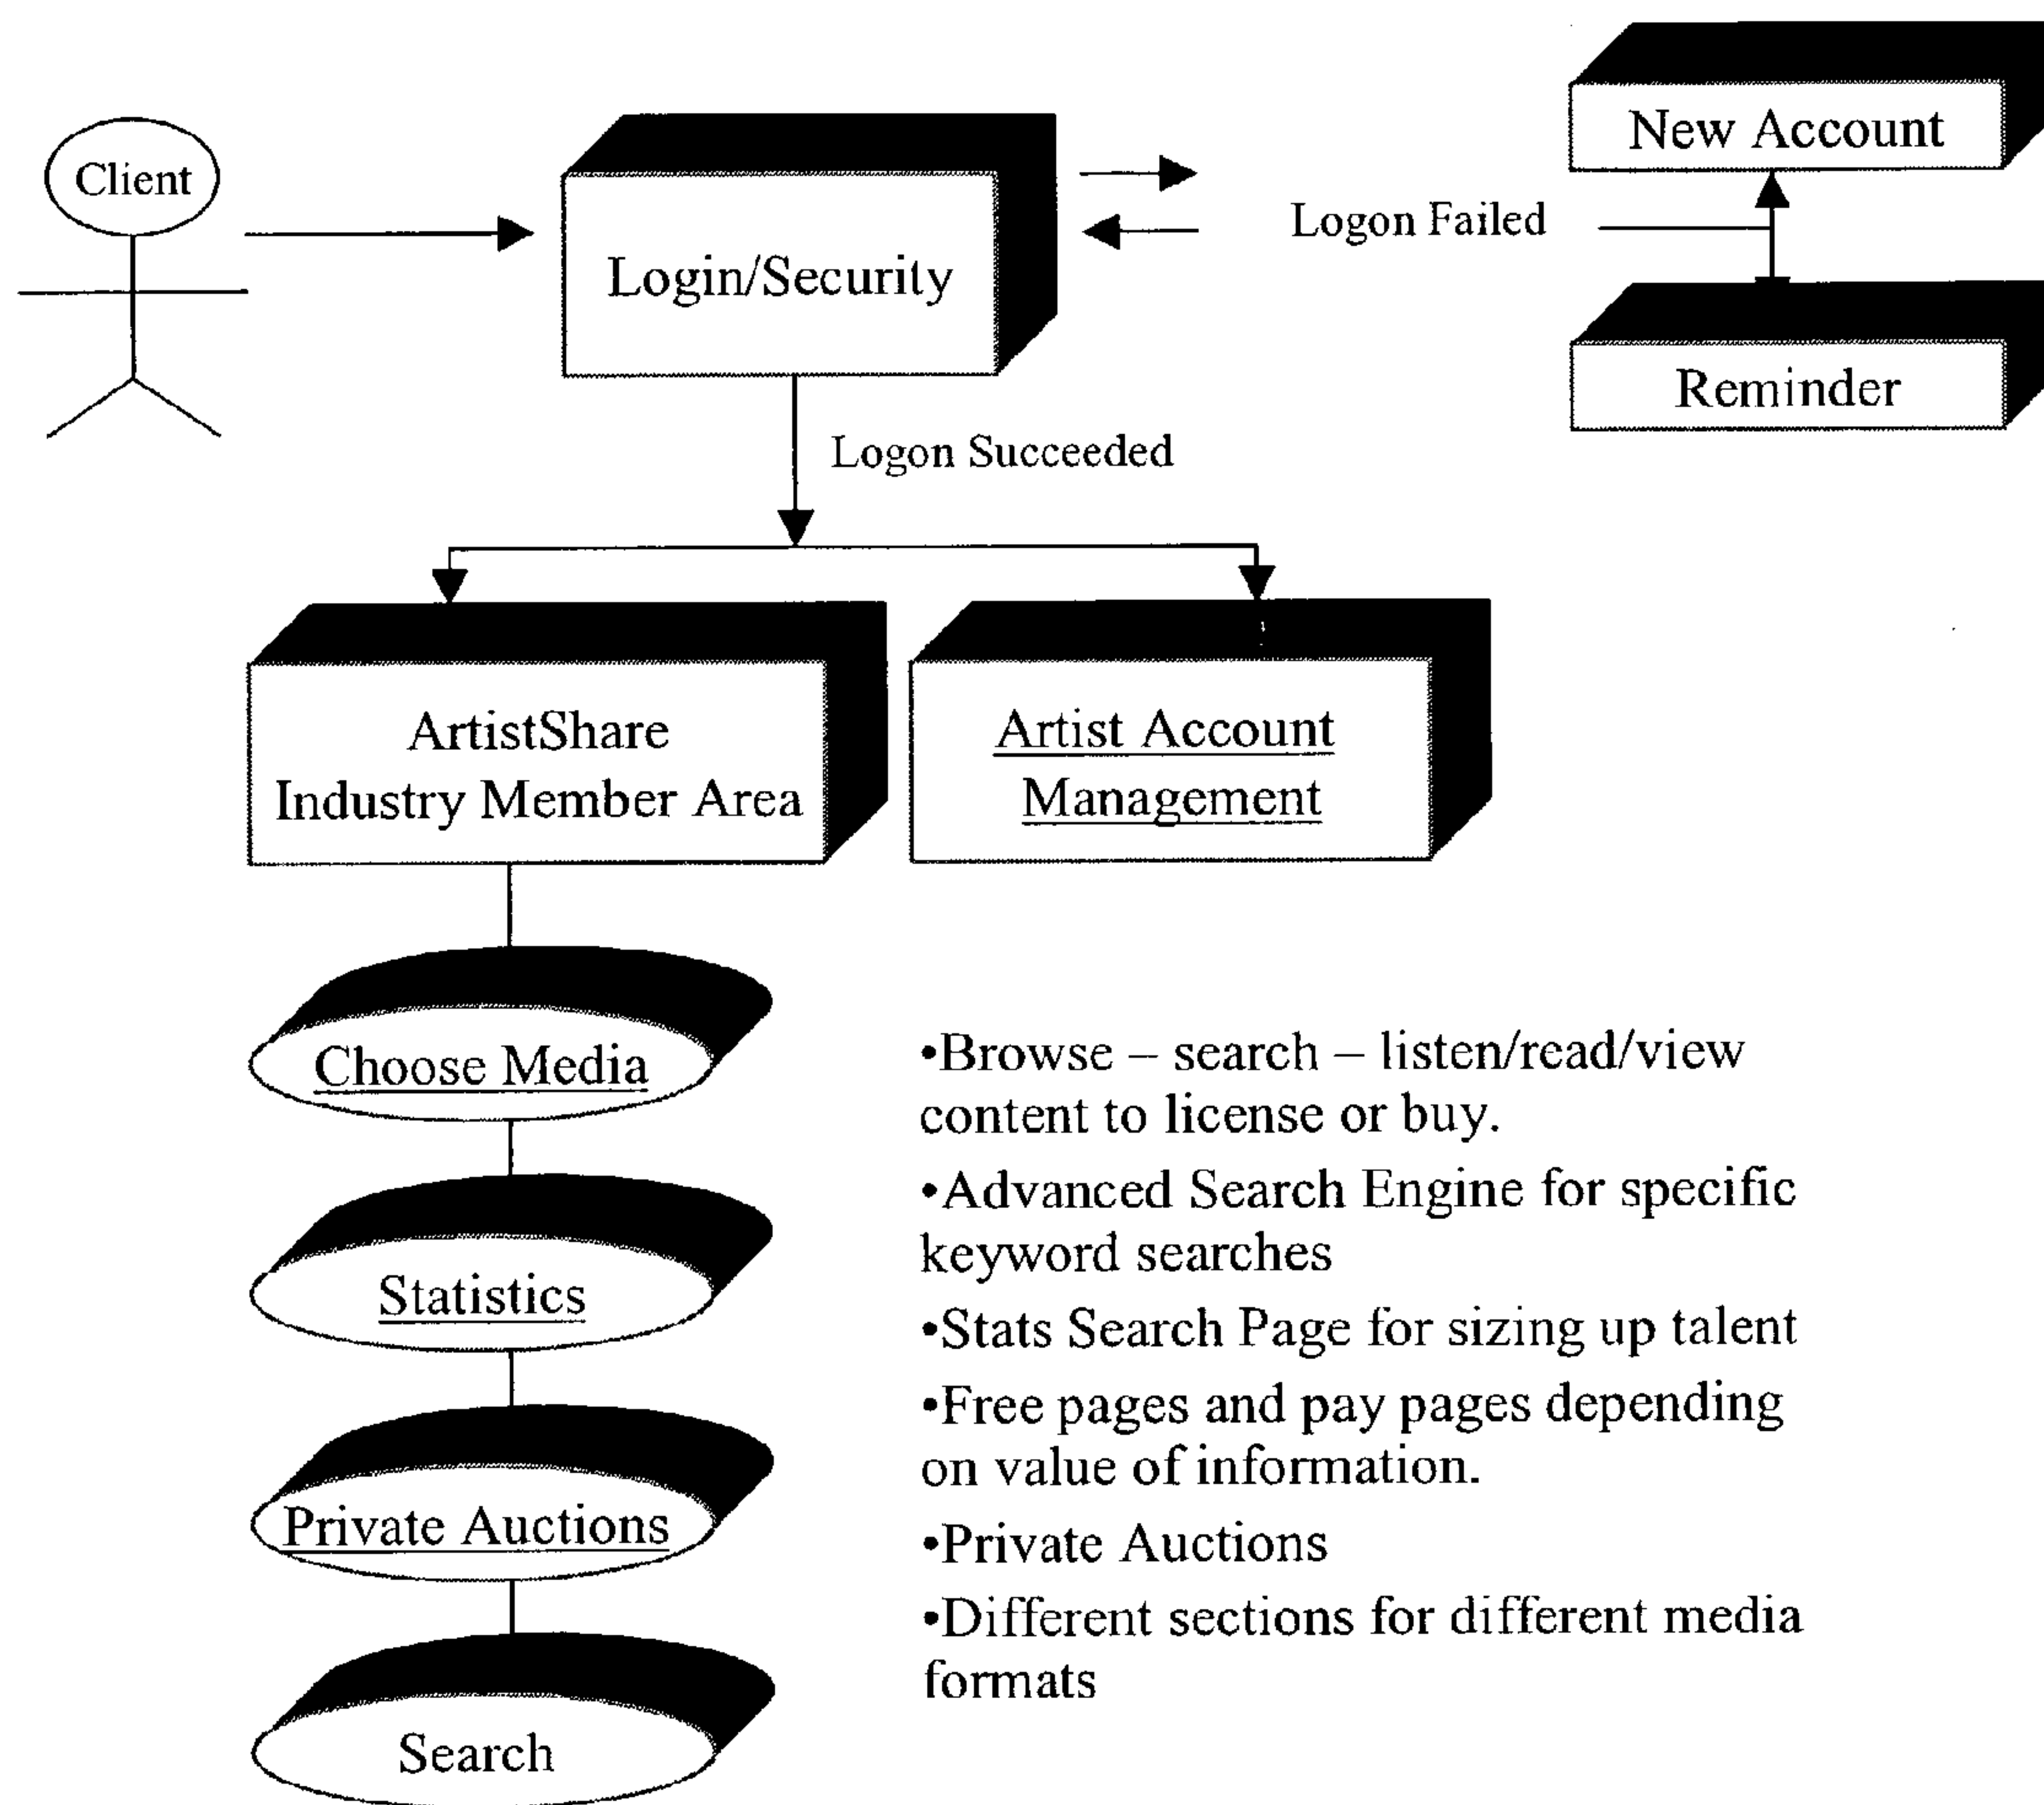 New Account
Client
Login/Security
Logon Failed
Reminder
Logon Succeeded
ArtistShare
Industry Member Area
Artist Account
Management
Choose Media
Statistics
Private Auctions
Search
•Browse – search – listen/read/view
content to license or buy.
•Advanced Search Engine for specific
keyword searches
•Stats Search Page for sizing up talent
•Free pages and pay pages depending
on value of information.
•Private Auctions
•Different sections for different media
formats